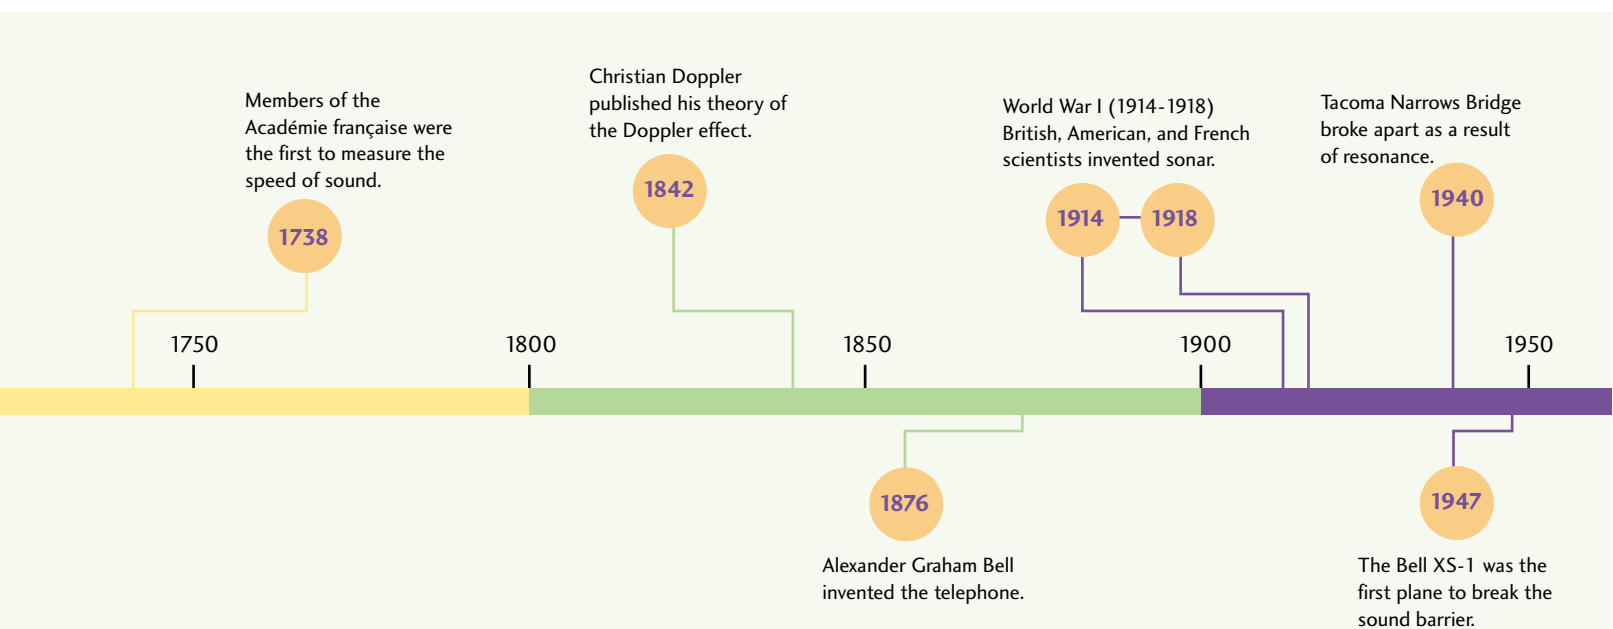 Members of the
Académie française were
the first to measure the
speed of sound.
1738
Christian Doppler
published his theory of
the Doppler effect.
1842
World War I (1914-1918)
British, American, and French
scientists invented sonar.
1914
1918
Tacoma Narrows Bridge
broke apart as a result
of resonance.
1940
1750
1800
1850
1900
1950
1876
Alexander Graham Bell
invented the telephone.
1947
The Bell XS-1 was the
first plane to break the
sound barrier.